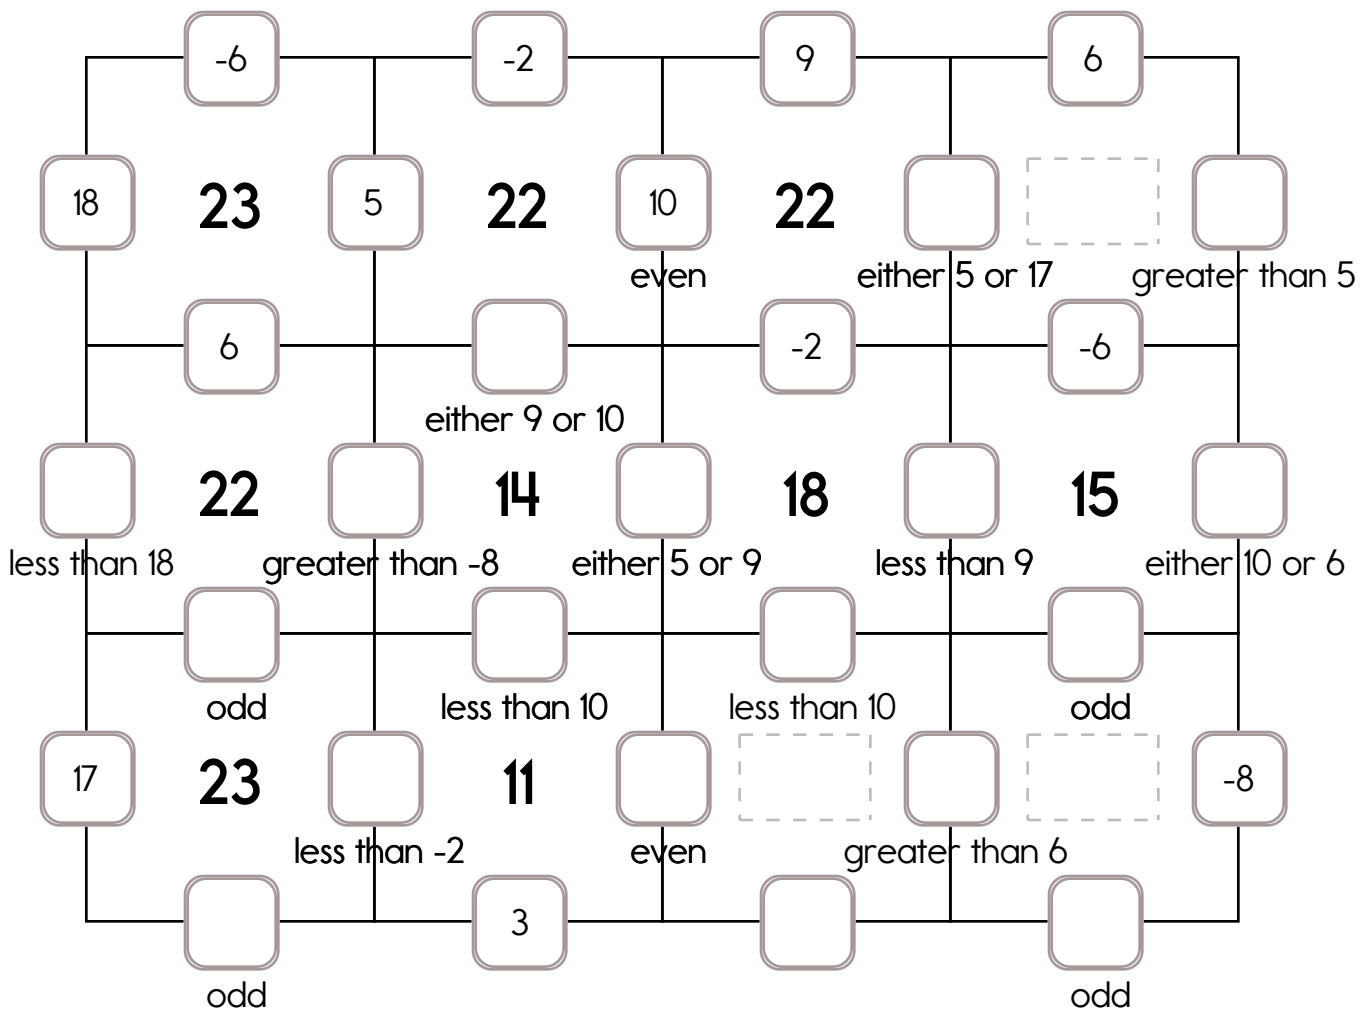 -6 -2 9 6
18 23 5 22 10 22
even either 5 or 17 greater than 5
6 -2 -6
either 9 or 10
22 14 18 15
less than 18 greater than -8 either 5 or 9 less than 9 either 10 or 6
odd less than 10 less than 10 odd
17 23 11 -8
less than -2 even greater than 6
3
odd odd